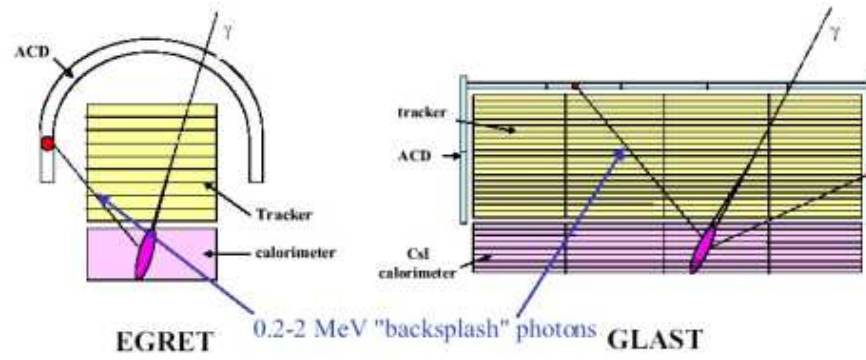 γ
ACD
Tracker
calorimeter
γ
tracker
ACD
CsI
calorimeter
0.2-2 MeV "backsplash" photons
EGRET
GLAST